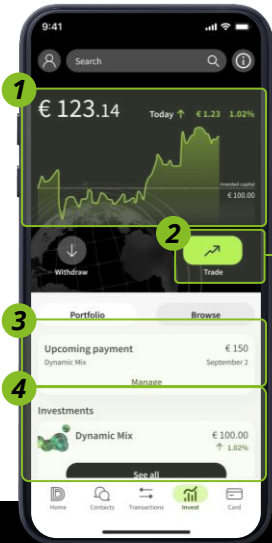 9:41
Search
1
€ 123.14
Today ↑ € 1.23 1.02%
Invested capital
€ 100.00
2
Withdraw
Trade
3
Portfolio Browse
Upcoming payment € 150
Dynamic Mix September 2
Manage
4
Investments
Dynamic Mix € 100.00
↑ 1.02%
See all
Home Contacts Transactions Invest Card